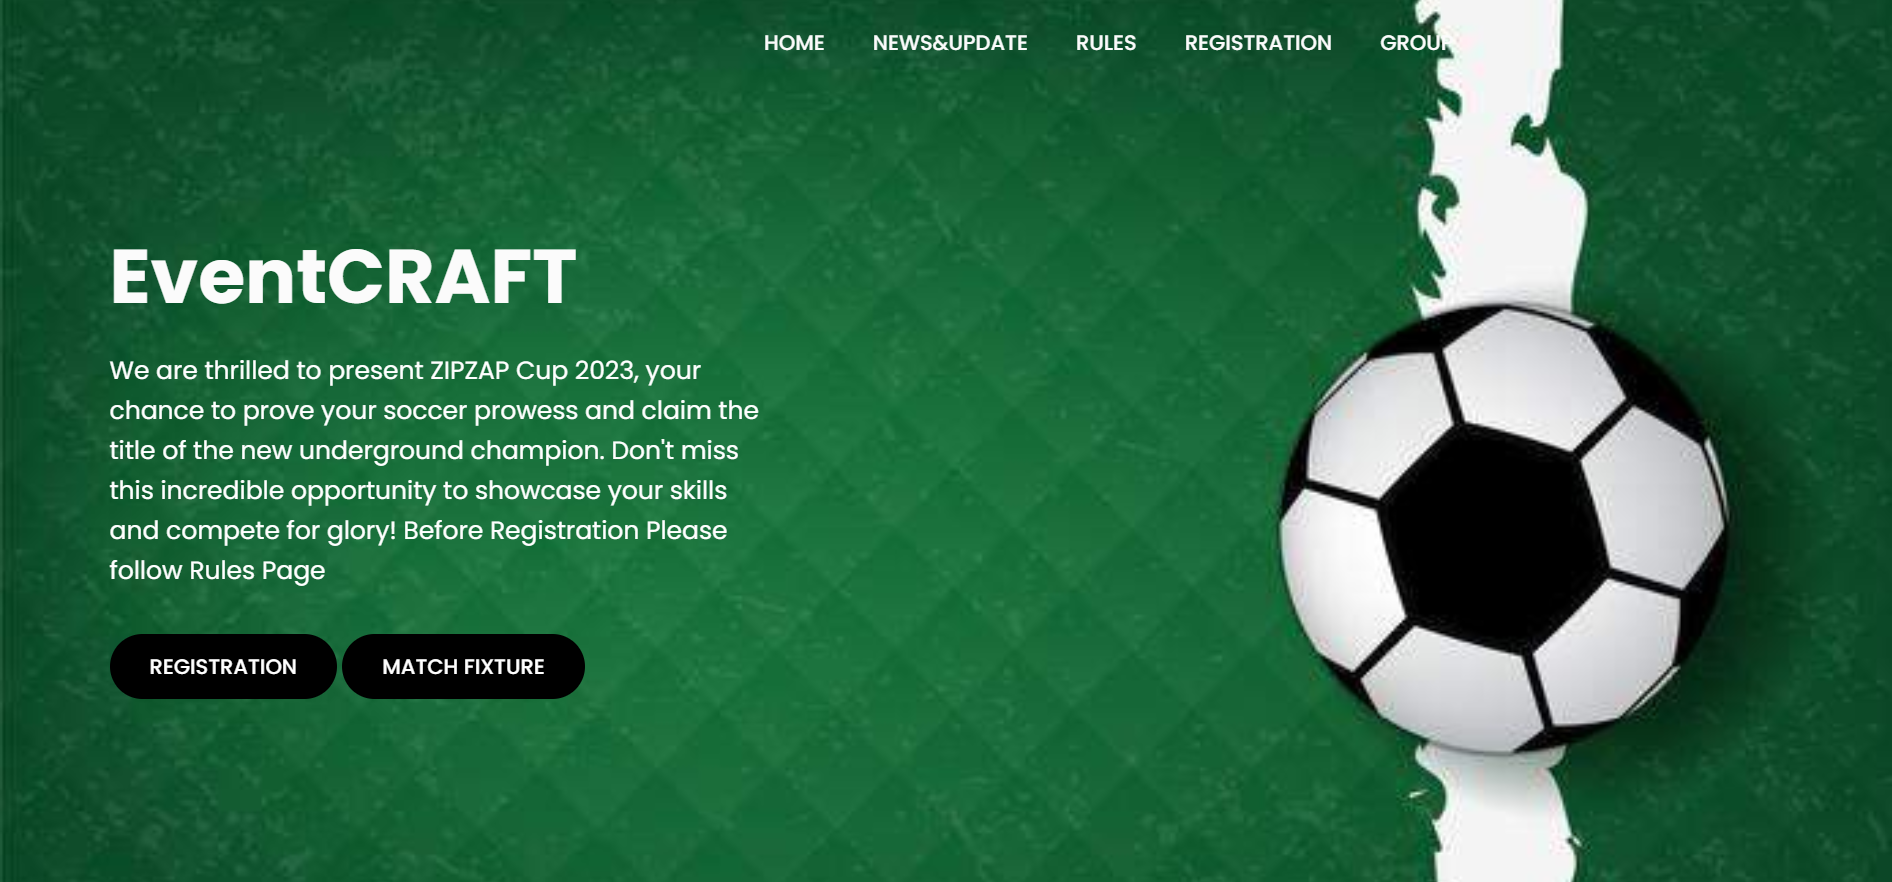 HOME NEWS&UPDATE RULES REGISTRATION
EventCRAFT
We are thrilled to present ZIPZAP Cup 2023, your
chance to prove your soccer prowess and claim the
title of the new underground champion. Don't miss
this incredible opportunity to showcase your skills
and compete for glory! Before Registration Please
follow Rules Page
REGISTRATION MATCH FIXTURE